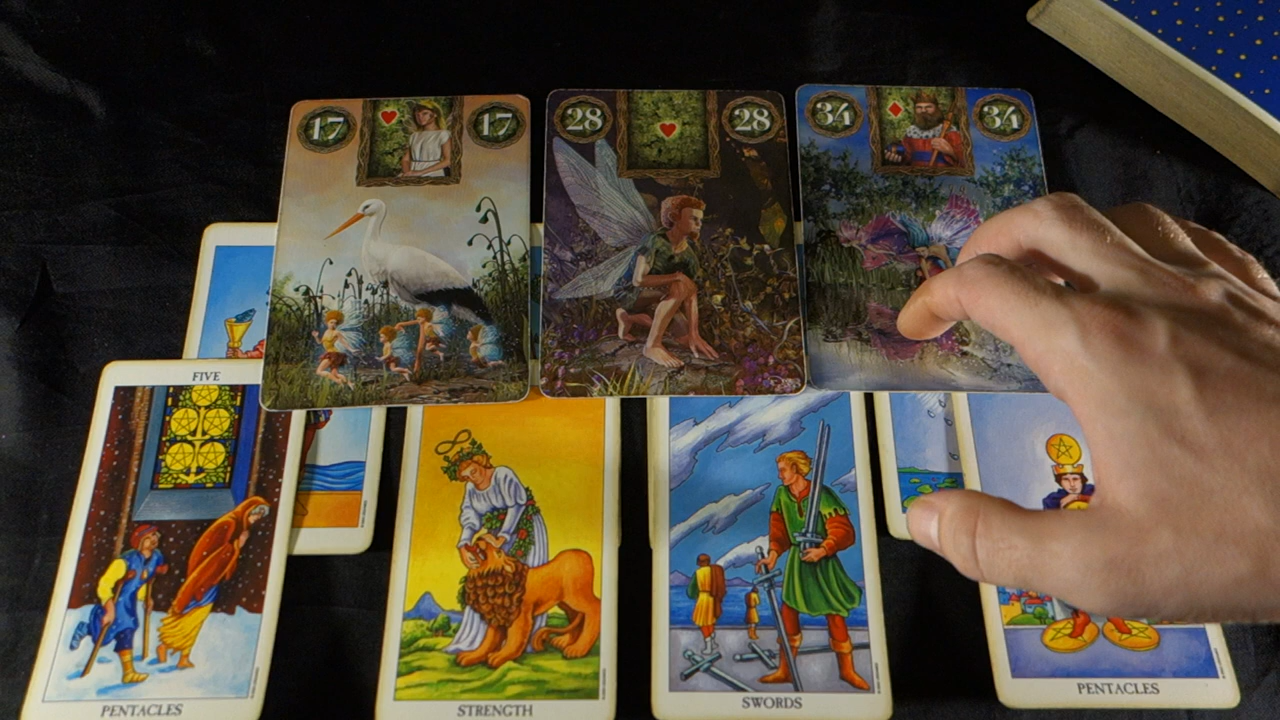 17 17
28 28
34 34
FIVE
PENTACLES
STRENGTH
SWORDS
PENTACLES